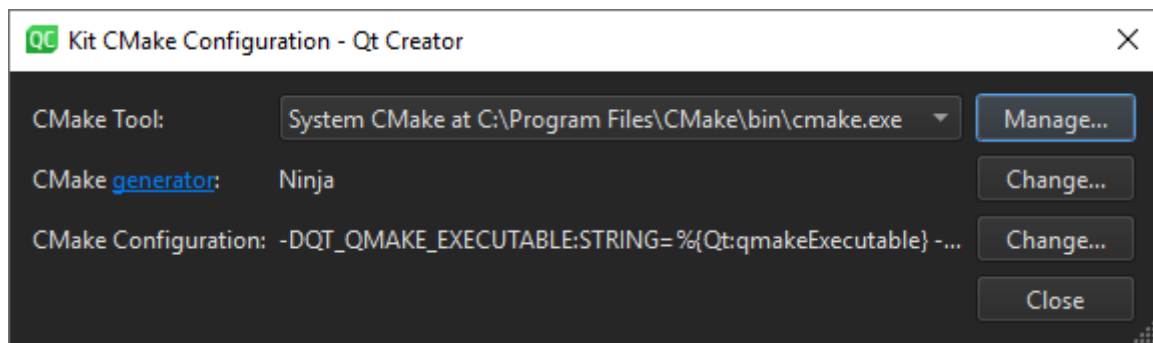 QC Kit CMake Configuration - Qt Creator
CMake Tool: System CMake at C:\Program Files\CMake\bin\cmake.exe Manage...
CMake generator: Ninja Change...
CMake Configuration: -DQT_QMAKE_EXECUTABLE:STRING=%{Qt:qmakeExecutable} -... Change...
Close